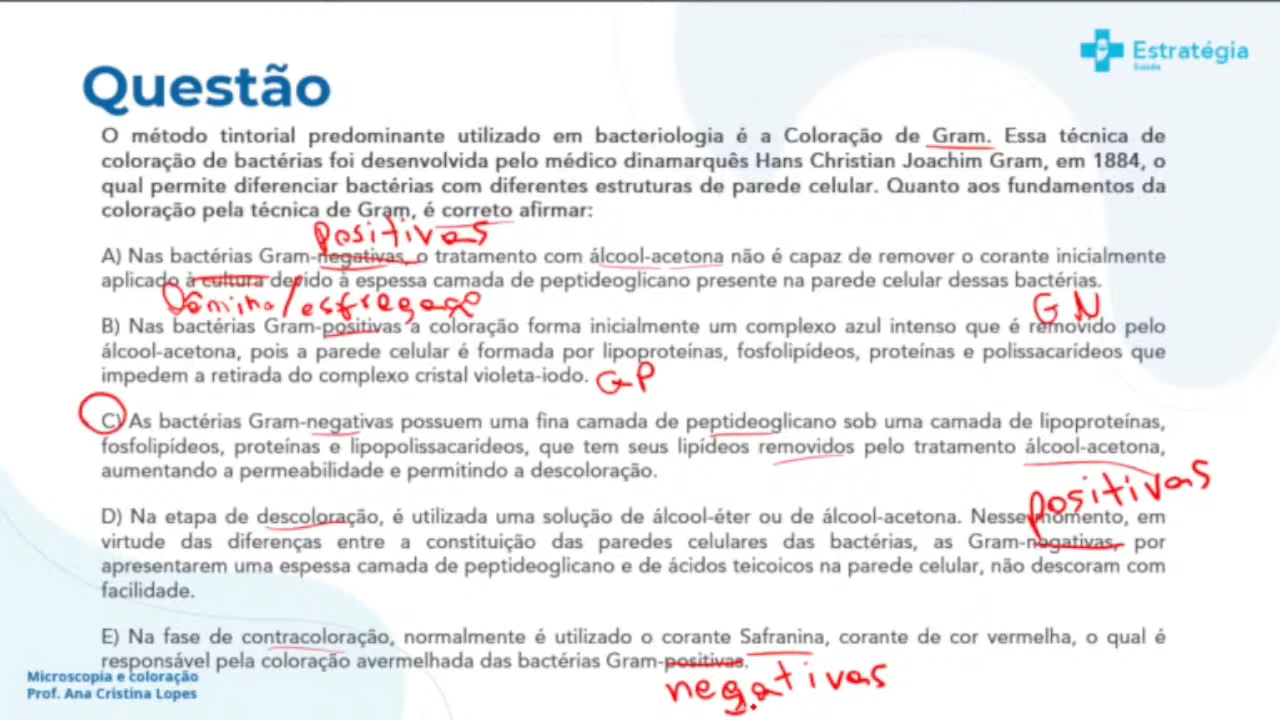 Estratégia
Saúde
Questão
O método tintorial predominante utilizado em bacteriologia é a Coloração de Gram. Essa técnica de
coloração de bactérias foi desenvolvida pelo médico dinamarquês Hans Christian Joachim Gram, em 1884, o
qual permite diferenciar bactérias com diferentes estruturas de parede celular. Quanto aos fundamentos da
coloração pela técnica de Gram, é correto afirmar:
positivas
A) Nas bactérias Gram-negativas, o tratamento com álcool-acetona não é capaz de remover o corante inicialmente
aplicado à cultura devido à espessa camada de peptideoglicano presente na parede celular dessas bactérias.
Lâmina/esfregaço
GN
B) Nas bactérias Gram-positivas a coloração forma inicialmente um complexo azul intenso que é removido pelo
álcool-acetona, pois a parede celular é formada por lipoproteínas, fosfolipídeos, proteínas e polissacarídeos que
impedem a retirada do complexo cristal violeta-iodo. GP
C) As bactérias Gram-negativas possuem uma fina camada de peptideoglicano sob uma camada de lipoproteínas,
fosfolipídeos, proteínas e lipopolissacarídeos, que tem seus lipídeos removidos pelo tratamento álcool-acetona,
aumentando a permeabilidade e permitindo a descoloração.
positivas
D) Na etapa de descoloração, é utilizada uma solução de álcool-éter ou de álcool-acetona. Nesse momento, em
virtude das diferenças entre a constituição das paredes celulares das bactérias, as Gram-negativas, por
apresentarem uma espessa camada de peptideoglicano e de ácidos teicoicos na parede celular, não descoram com
facilidade.
E) Na fase de contracoloração, normalmente é utilizado o corante Safranina, corante de cor vermelha, o qual é
responsável pela coloração avermelhada das bactérias Gram-positivas.
negativas
Microscopia e coloração
Prof. Ana Cristina Lopes